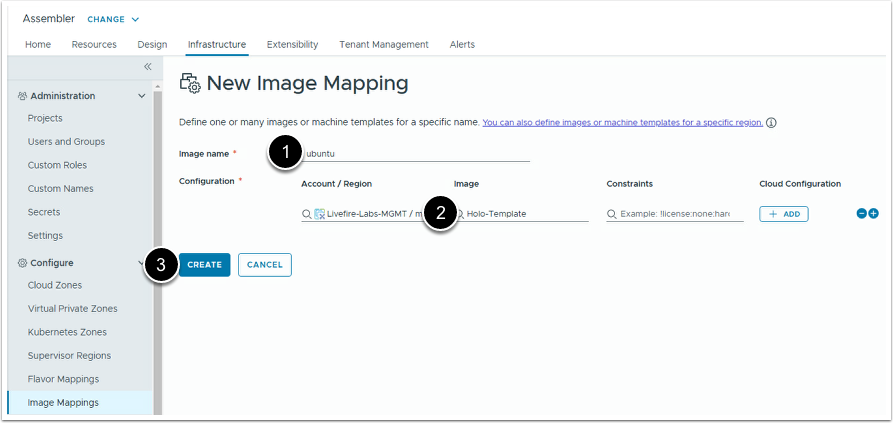 Assembler CHANGE
Home Resources Design Infrastructure Extensibility Tenant Management Alerts
Administration
Projects
Users and Groups
Custom Roles
Custom Names
Secrets
Settings
Configure
Cloud Zones
Virtual Private Zones
Kubernetes Zones
Supervisor Regions
Flavor Mappings
Image Mappings
New Image Mapping
Define one or many images or machine templates for a specific name. You can also define images or machine templates for a specific region.
Image name * 1 ubuntu
Configuration * Account / Region Image Constraints Cloud Configuration
Livefire-Labs-MGMT / m 2 Holo-Template Example: !license:none:hard + ADD
3 CREATE CANCEL